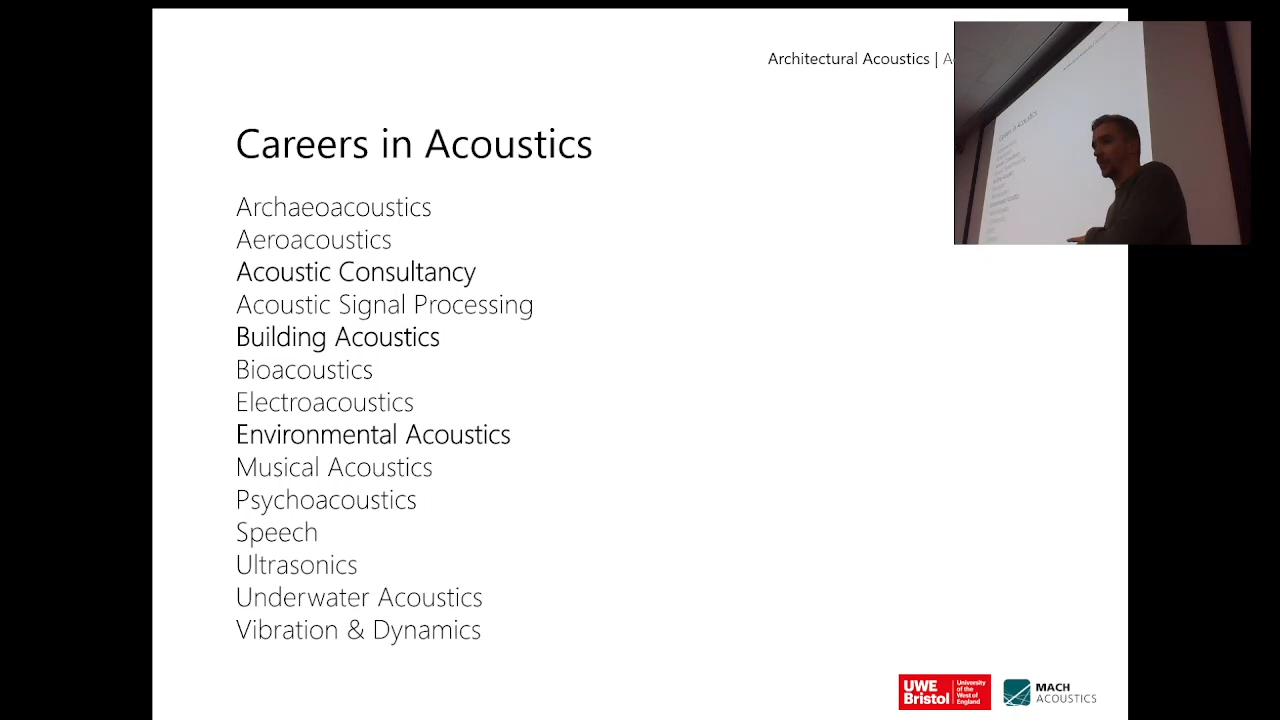 Architectural Acoustics | A
Careers in Acoustics
Archaeoacoustics
Aeroacoustics
Acoustic Consultancy
Acoustic Signal Processing
Building Acoustics
Bioacoustics
Electroacoustics
Environmental Acoustics
Musical Acoustics
Psychoacoustics
Speech
Ultrasonics
Underwater Acoustics
Vibration & Dynamics
UWE
Bristol
University
of the
West of
England
MACH
ACOUSTICS